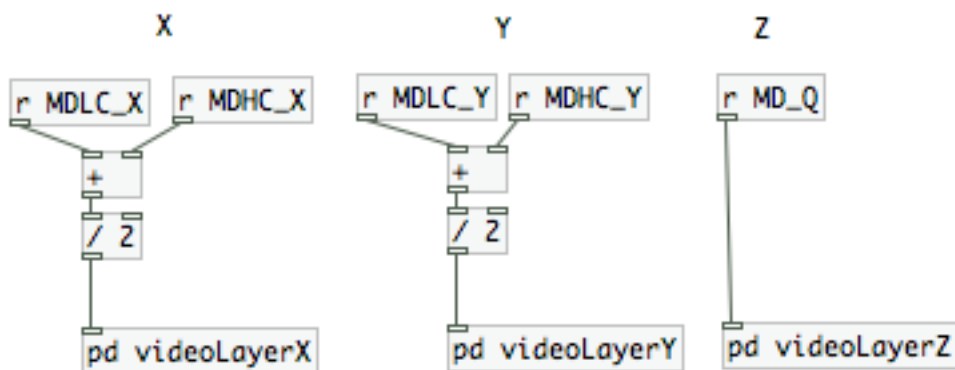 X Y Z
r MDLC_X r MDHC_X r MDLC_Y r MDHC_Y r MD_Q
+ +
/ 2 / 2
pd videoLayerX pd videoLayerY pd videoLayerZ